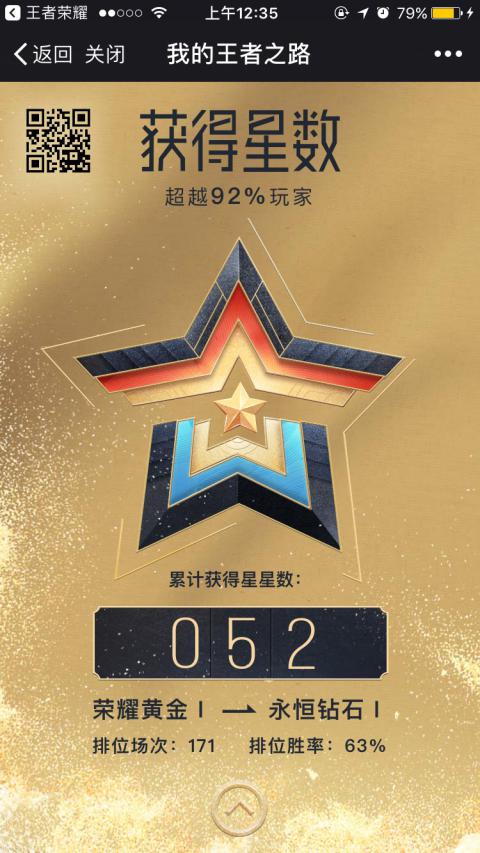 王者荣耀 上午12:35 79%
返回 关闭 我的王者之路
获得星数
超越92%玩家
累计获得星星数：
052
荣耀黄金 I → 永恒钻石 I
排位场次：171 排位胜率：63%